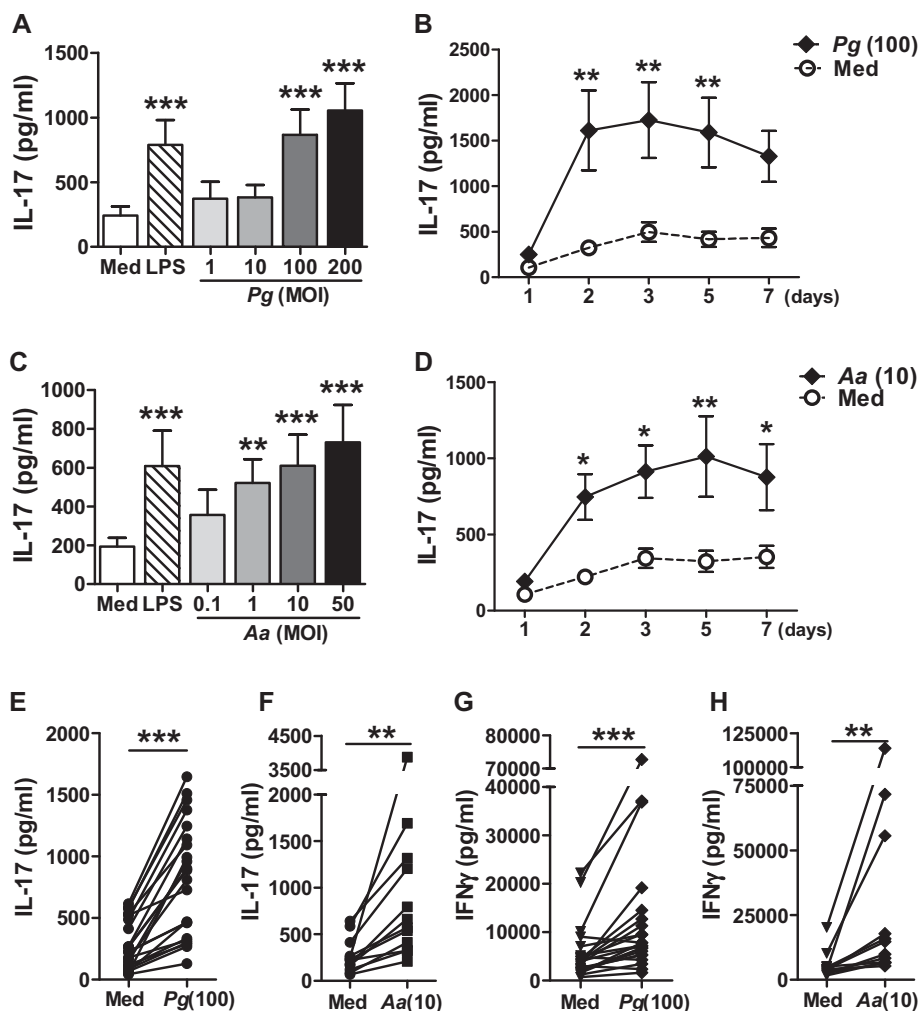 A
IL-17 (pg/ml)
1500
1000
500
0
***
***
***
Med LPS 1 10 100 200
Pg (MOI)
B
Pg (100)
Med
IL-17 (pg/ml)
2500
2000
1500
1000
500
0
** ** **
1 2 3 5 7 (days)
C
IL-17 (pg/ml)
1000
800
600
400
200
0
***
**
***
***
Med LPS 0.1 1 10 50
Aa (MOI)
D
Aa (10)
Med
IL-17 (pg/ml)
1500
1000
500
0
* * ** *
1 2 3 5 7 (days)
E
IL-17 (pg/ml)
2000
1500
1000
500
0
***
Med Pg(100)
F
IL-17 (pg/ml)
4500
3500
2000
1500
1000
500
0
**
Med Aa(10)
G
IFNγ (pg/ml)
80000
70000
40000
30000
20000
10000
0
***
Med Pg(100)
H
IFNγ (pg/ml)
125000
100000
75000
50000
25000
0
**
Med Aa(10)